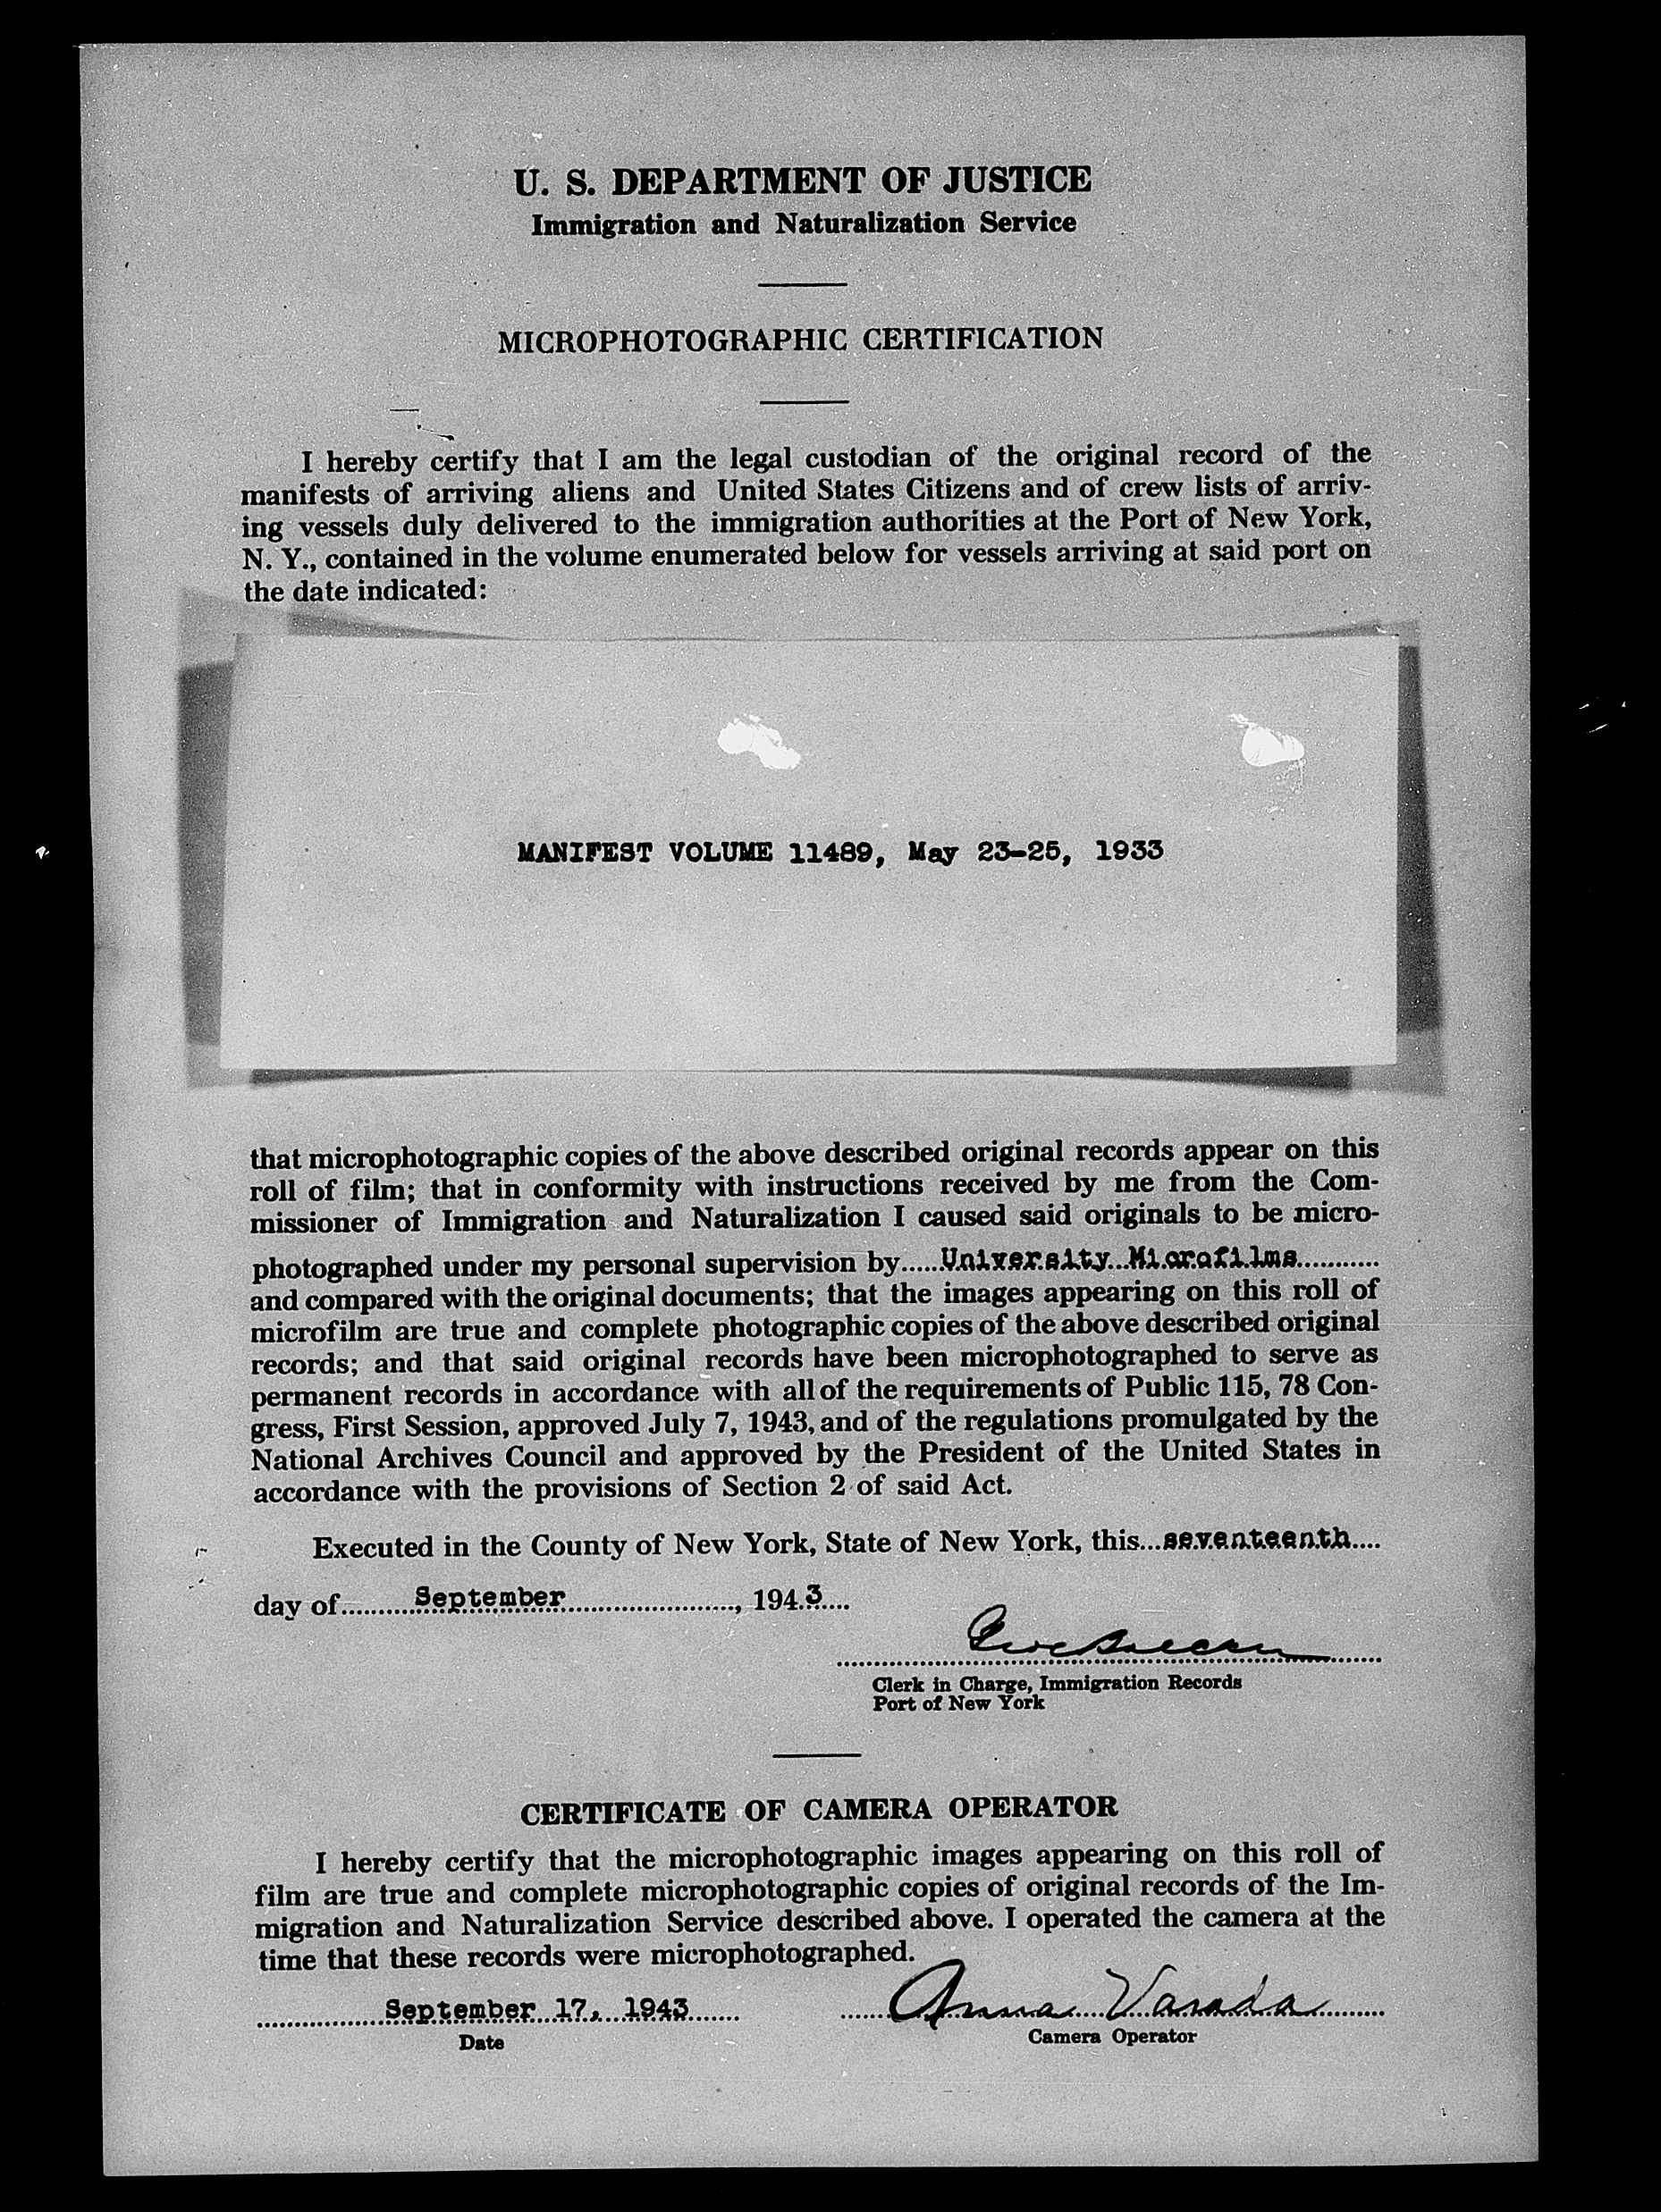 U. S. DEPARTMENT OF JUSTICE
Immigration and Naturalization Service
MICROPHOTOGRAPHIC CERTIFICATION
I hereby certify that I am the legal custodian of the original record of the
manifests of arriving aliens and United States Citizens and of crew lists of arriv-
ing vessels duly delivered to the immigration authorities at the Port of New York,
N. Y., contained in the volume enumerated below for vessels arriving at said port on
the date indicated:
MANIFEST VOLUME 11489, May 23-25, 1933
that microphotographic copies of the above described original records appear on this
roll of film; that in conformity with instructions received by me from the Com-
missioner of Immigration and Naturalization I caused said originals to be micro-
photographed under my personal supervision by.....University Microfilms...........
and compared with the original documents; that the images appearing on this roll of
microfilm are true and complete photographic copies of the above described original
records; and that said original records have been microphotographed to serve as
permanent records in accordance with all of the requirements of Public 115, 78 Con-
gress, First Session, approved July 7, 1943, and of the regulations promulgated by the
National Archives Council and approved by the President of the United States in
accordance with the provisions of Section 2 of said Act.
Executed in the County of New York, State of New York, this...seventeenth....
day of..........September........................, 1943....
Clerk in Charge, Immigration Records
Port of New York
CERTIFICATE OF CAMERA OPERATOR
I hereby certify that the microphotographic images appearing on this roll of
film are true and complete microphotographic copies of original records of the Im-
migration and Naturalization Service described above. I operated the camera at the
time that these records were microphotographed.
September 17, 1943 Anna Varada
Date Camera Operator